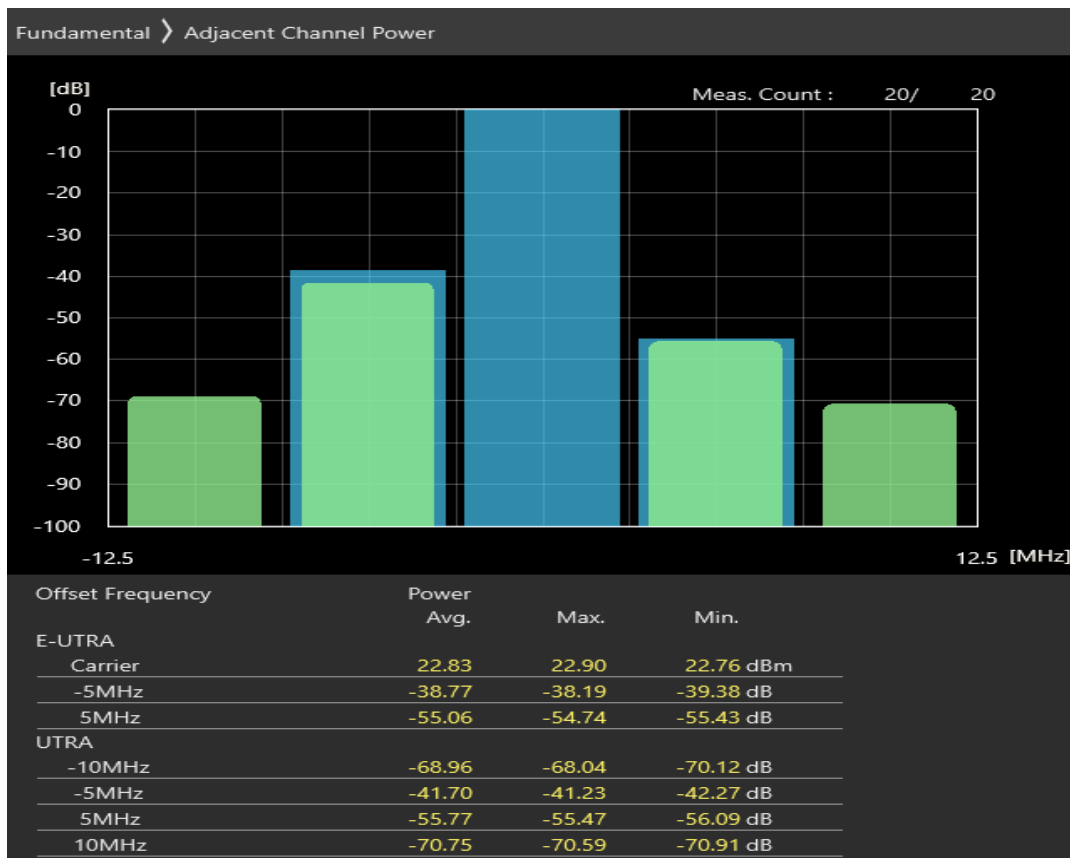 Fundamental 〉 Adjacent Channel Power
[dB]
Meas. Count : 20/ 20
0
-10
-20
-30
-40
-50
-60
-70
-80
-90
-100
-12.5 12.5 [MHz]
Offset Frequency Power
Avg. Max. Min.
E-UTRA
Carrier 22.83 22.90 22.76 dBm
-5MHz -38.77 -38.19 -39.38 dB
5MHz -55.06 -54.74 -55.43 dB
UTRA
-10MHz -68.96 -68.04 -70.12 dB
-5MHz -41.70 -41.23 -42.27 dB
5MHz -55.77 -55.47 -56.09 dB
10MHz -70.75 -70.59 -70.91 dB